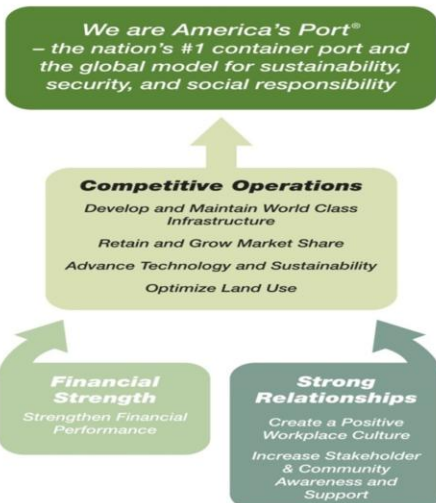 We are America's Port®
– the nation's #1 container port and
the global model for sustainability,
security, and social responsibility
Competitive Operations
Develop and Maintain World Class
Infrastructure
Retain and Grow Market Share
Advance Technology and Sustainability
Optimize Land Use
Financial
Strength
Strengthen Financial
Performance
Strong
Relationships
Create a Positive
Workplace Culture
Increase Stakeholder
& Community
Awareness and
Support